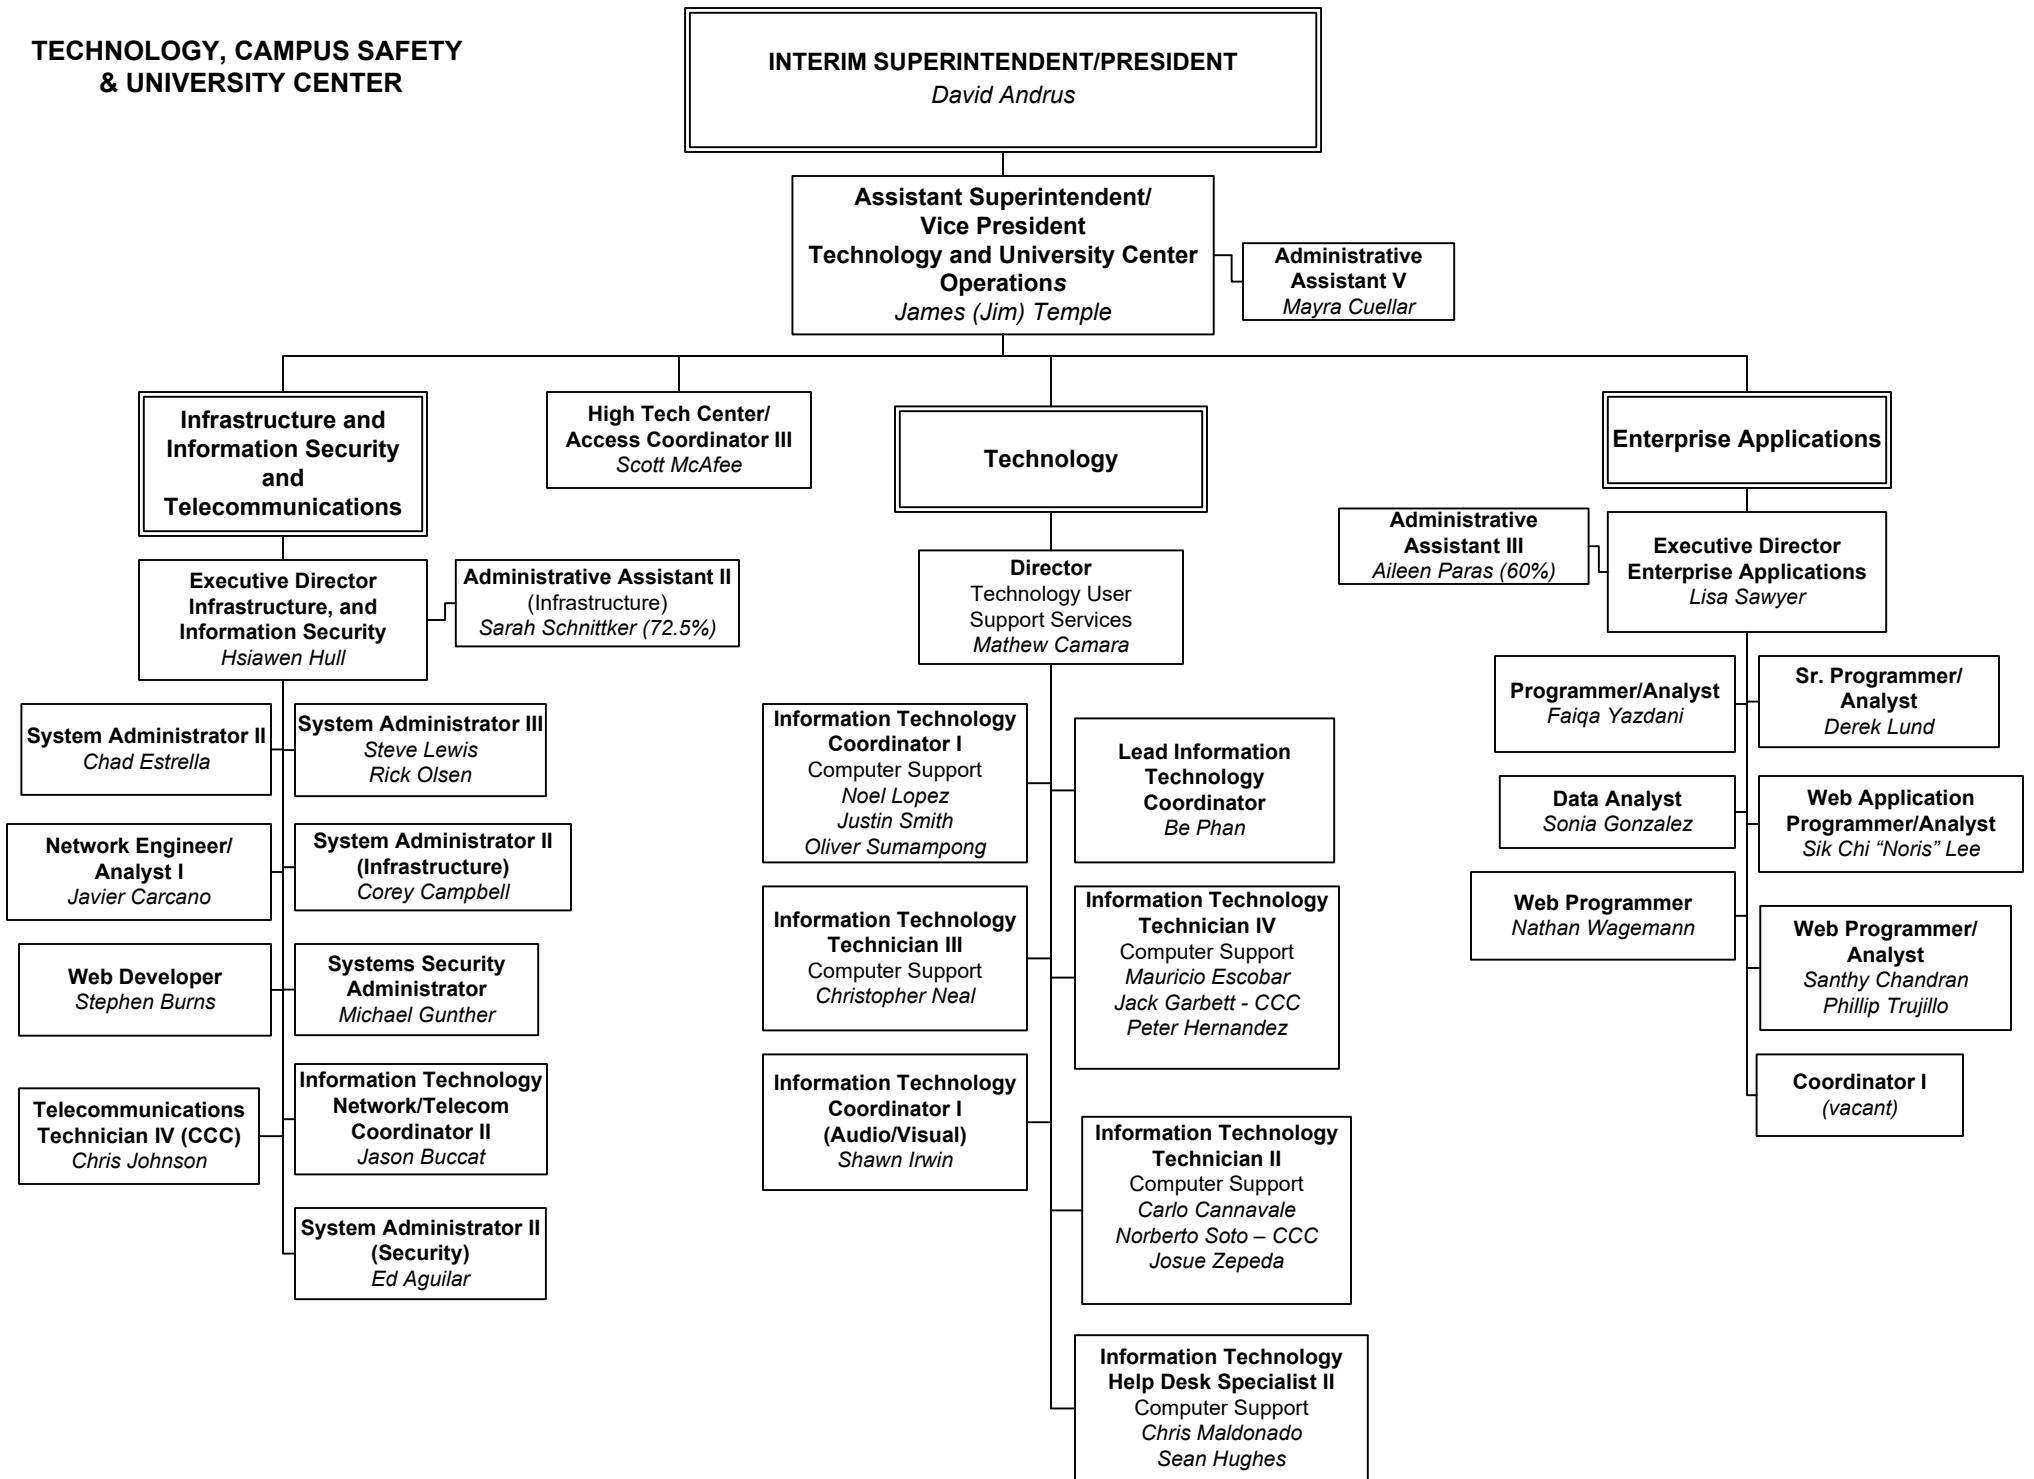 TECHNOLOGY, CAMPUS SAFETY
& UNIVERSITY CENTER
INTERIM SUPERINTENDENT/PRESIDENT
David Andrus
Assistant Superintendent/
Vice President
Technology and University Center
Operations
James (Jim) Temple
Administrative
Assistant V
Mayra Cuellar
Infrastructure and
Information Security
and
Telecommunications
High Tech Center/
Access Coordinator III
Scott McAfee
Technology
Enterprise Applications
Executive Director
Infrastructure, and
Information Security
Hsiawen Hull
Administrative Assistant II
(Infrastructure)
Sarah Schnittker (72.5%)
Director
Technology User
Support Services
Mathew Camara
Administrative
Assistant III
Aileen Paras (60%)
Executive Director
Enterprise Applications
Lisa Sawyer
System Administrator II
Chad Estrella
System Administrator III
Steve Lewis
Rick Olsen
Network Engineer/
Analyst I
Javier Carcano
System Administrator II
(Infrastructure)
Corey Campbell
Web Developer
Stephen Burns
Systems Security
Administrator
Michael Gunther
Telecommunications
Technician IV (CCC)
Chris Johnson
Information Technology
Network/Telecom
Coordinator II
Jason Buccat
System Administrator II
(Security)
Ed Aguilar
Information Technology
Coordinator I
Computer Support
Noel Lopez
Justin Smith
Oliver Sumampong
Lead Information
Technology
Coordinator
Be Phan
Information Technology
Technician III
Computer Support
Christopher Neal
Information Technology
Technician IV
Computer Support
Mauricio Escobar
Jack Garbett - CCC
Peter Hernandez
Information Technology
Coordinator I
(Audio/Visual)
Shawn Irwin
Information Technology
Technician II
Computer Support
Carlo Cannavale
Norberto Soto – CCC
Josue Zepeda
Information Technology
Help Desk Specialist II
Computer Support
Chris Maldonado
Sean Hughes
Programmer/Analyst
Faiqa Yazdani
Sr. Programmer/
Analyst
Derek Lund
Data Analyst
Sonia Gonzalez
Web Application
Programmer/Analyst
Sik Chi “Noris” Lee
Web Programmer
Nathan Wagemann
Web Programmer/
Analyst
Santhy Chandran
Phillip Trujillo
Coordinator I
(vacant)